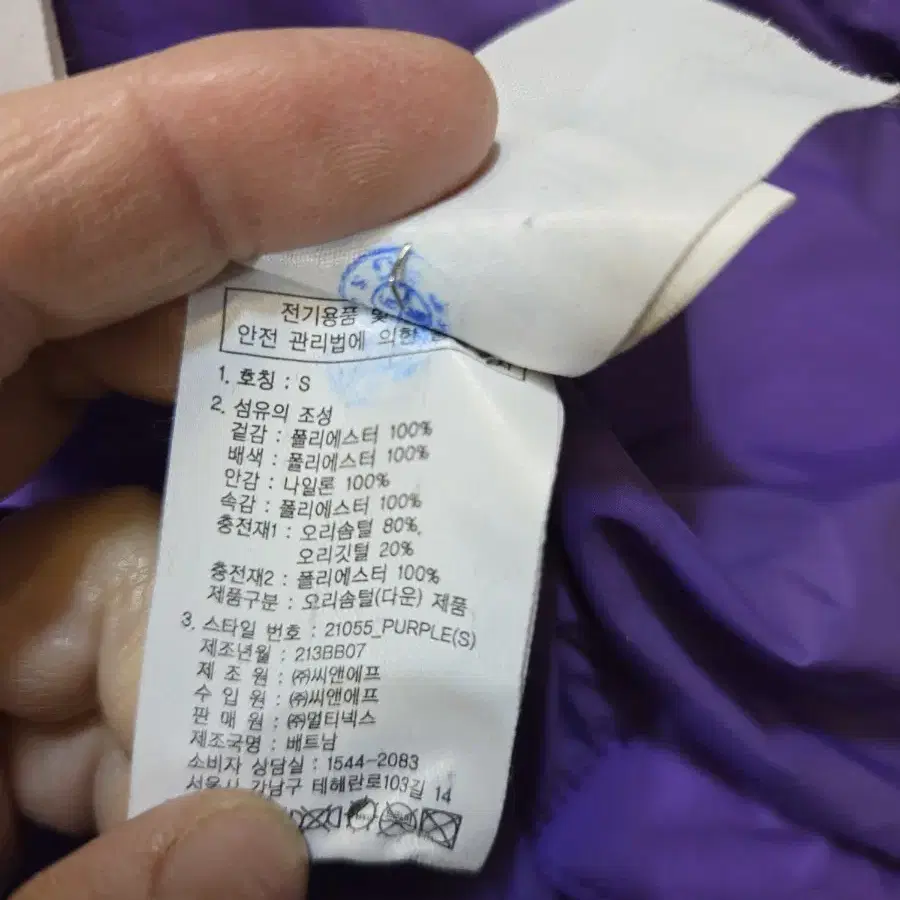 전기용품 및
안전 관리법에 의한
1. 호칭 : S
2. 섬유의 조성
겉감 : 폴리에스터 100%
배색 : 폴리에스터 100%
안감 : 나일론 100%
속감 : 폴리에스터 100%
충전재1 : 오리솜털 80%,
오리깃털 20%
충전재2 : 폴리에스터 100%
제품구분 : 오리솜털(다운) 제품
3. 스타일 번호 : 21055_PURPLE(S)
제조년월 : 213BB07
제 조 원 : ㈜씨앤에프
수 입 원 : ㈜씨앤에프
판 매 원 : ㈜멀티넥스
제조국명 : 베트남
소비자 상담실 : 1544-2083
서울시 강남구 테헤란로103길 14